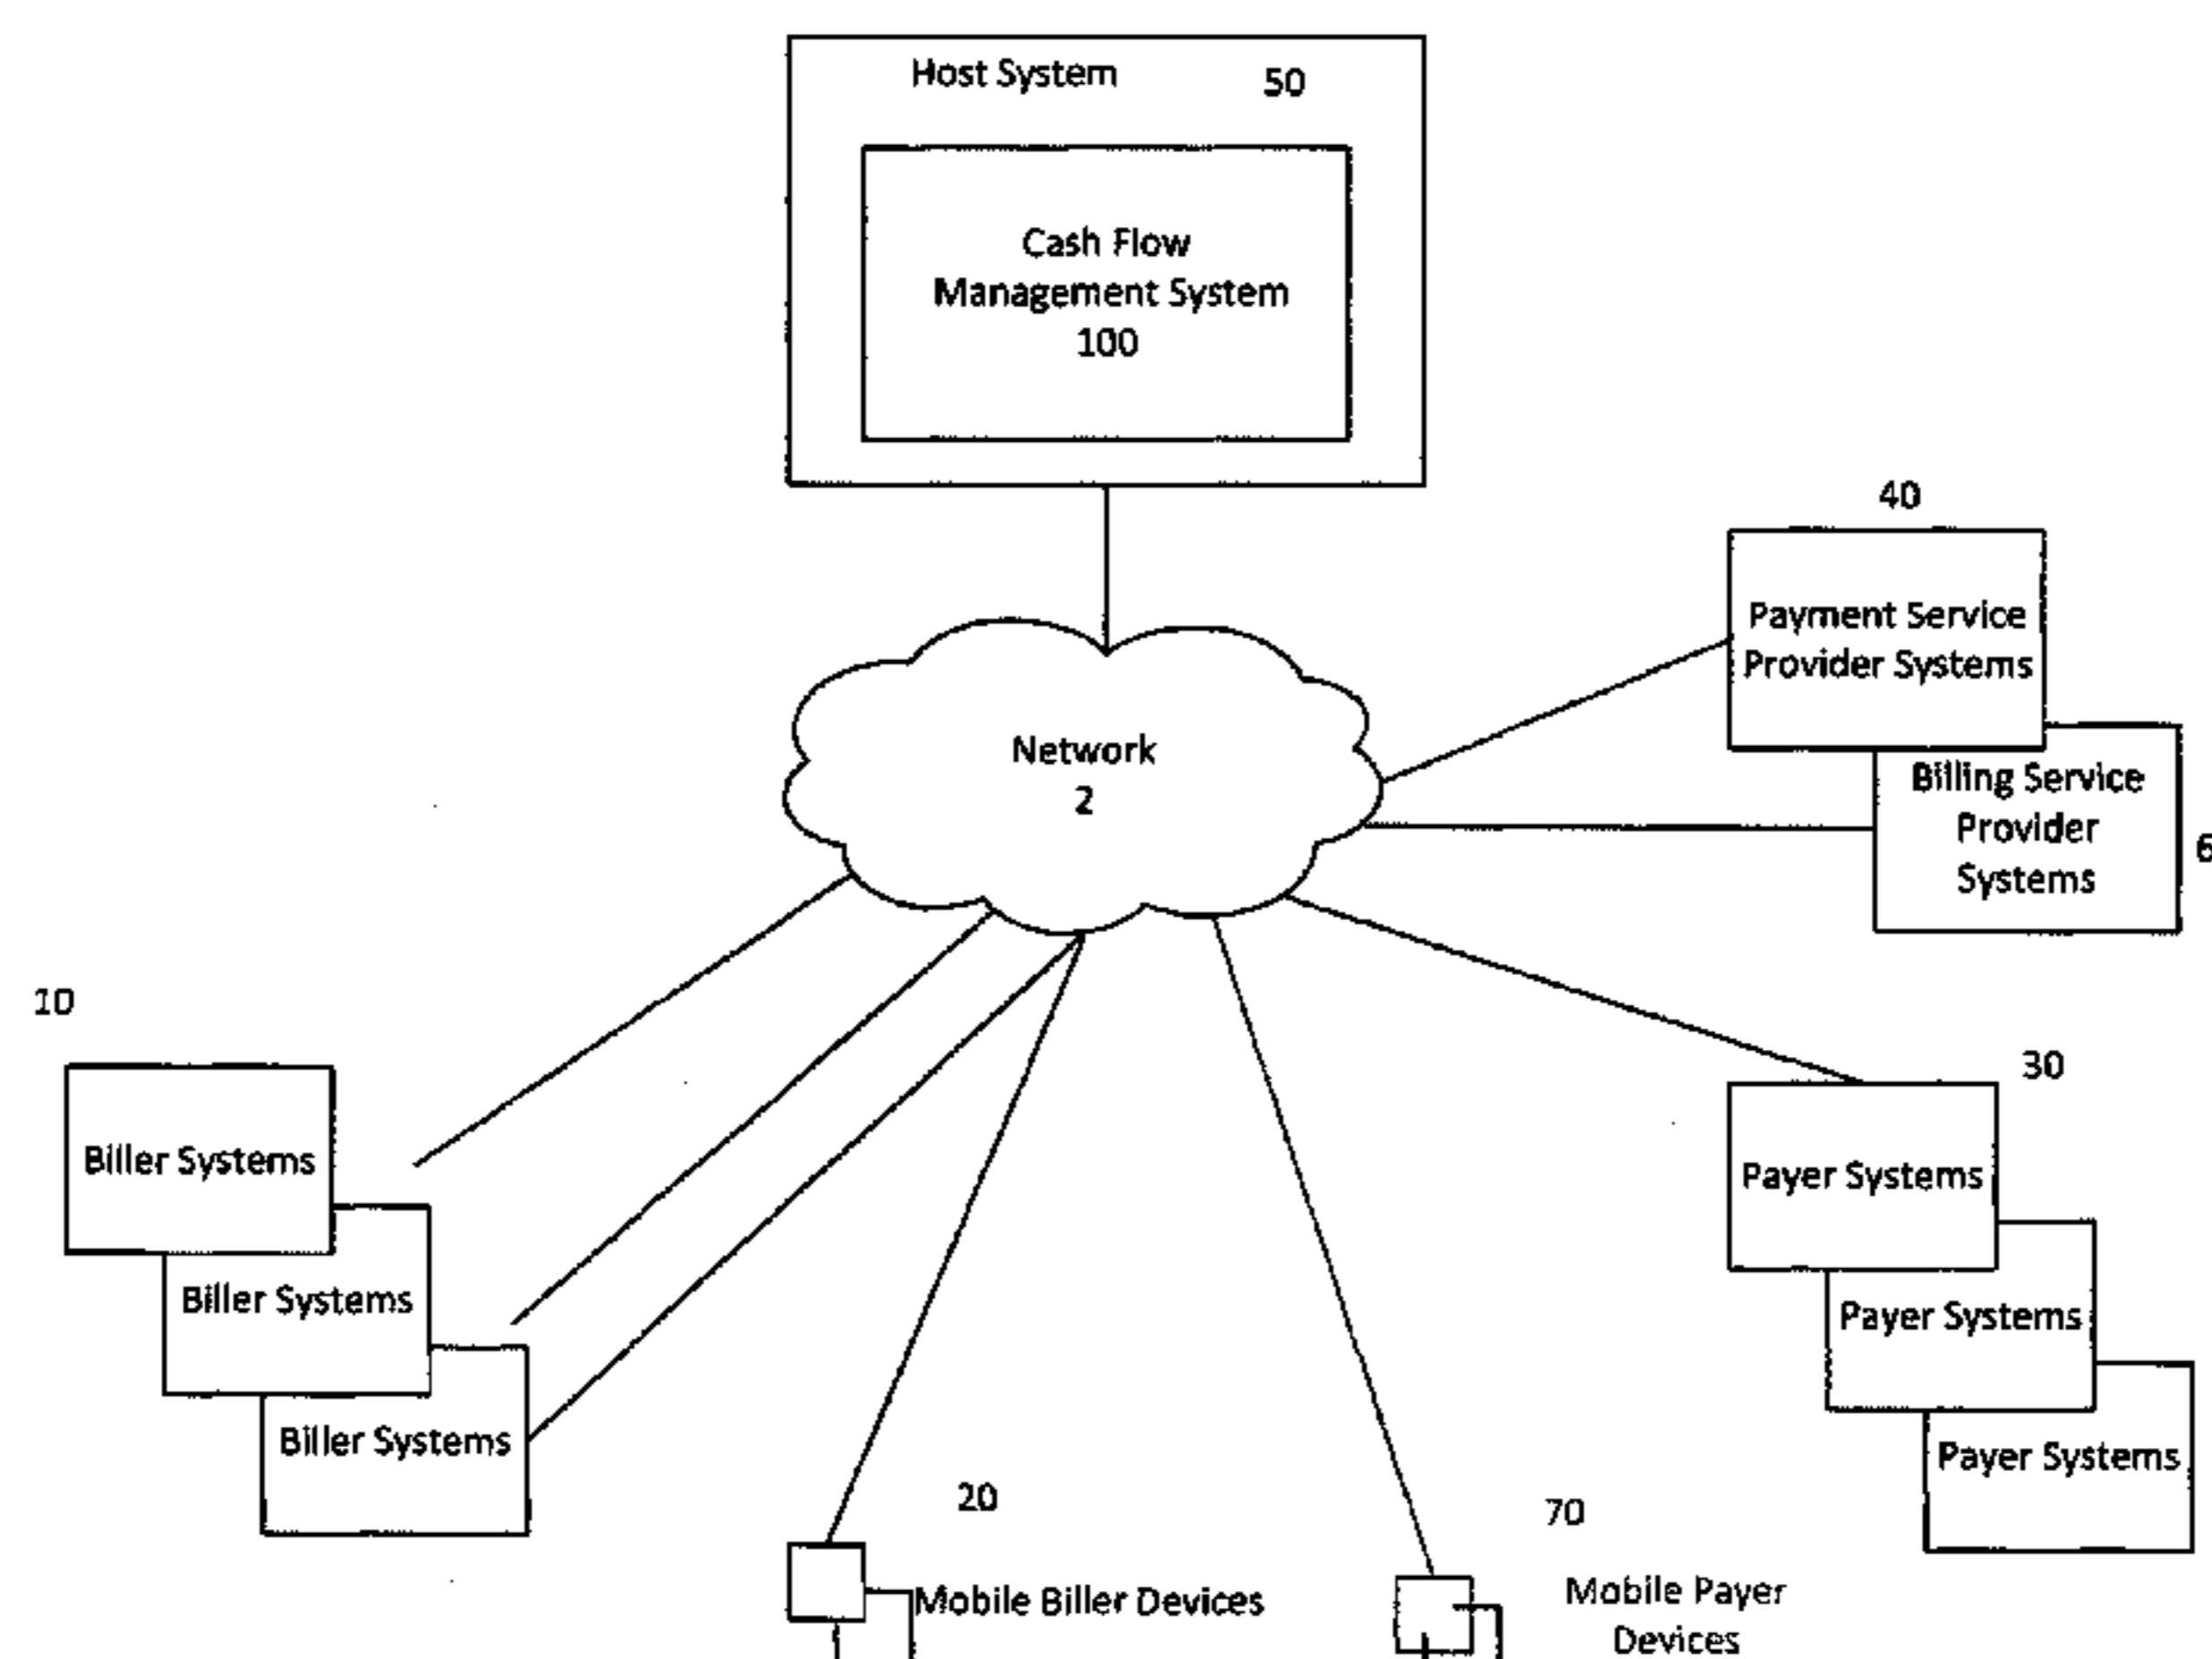 Host System 50
Cash Flow
Management System
100
40
Payment Service
Provider Systems
Network
2
Billing Service
Provider
Systems
10
30
Biller Systems
Payer Systems
Biller Systems
Payer Systems
Biller Systems
Payer Systems
20
70
Mobile Biller Devices
Mobile Payer
Devices